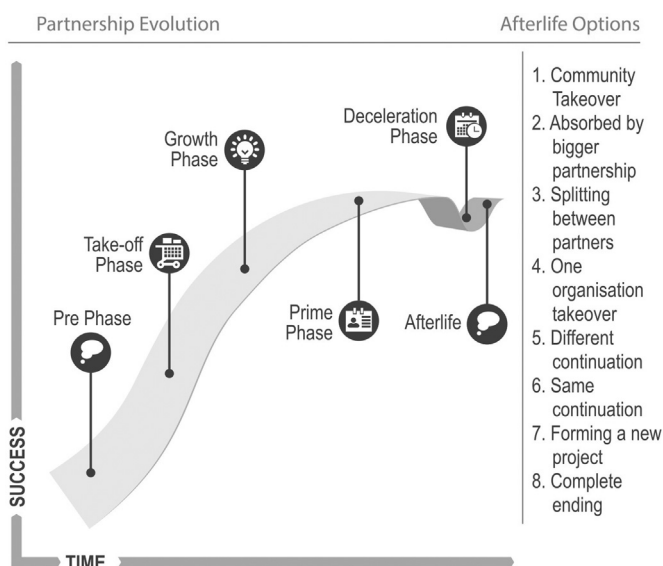 Partnership Evolution
Afterlife Options
Deceleration
Phase
Growth
Phase
Take-off
Phase
Pre Phase
Prime
Phase
Afterlife
SUCCESS
TIME
1. Community
Takeover
2. Absorbed by
bigger
partnership
3. Splitting
between
partners
4. One
organisation
takeover
5. Different
continuation
6. Same
continuation
7. Forming a new
project
8. Complete
ending